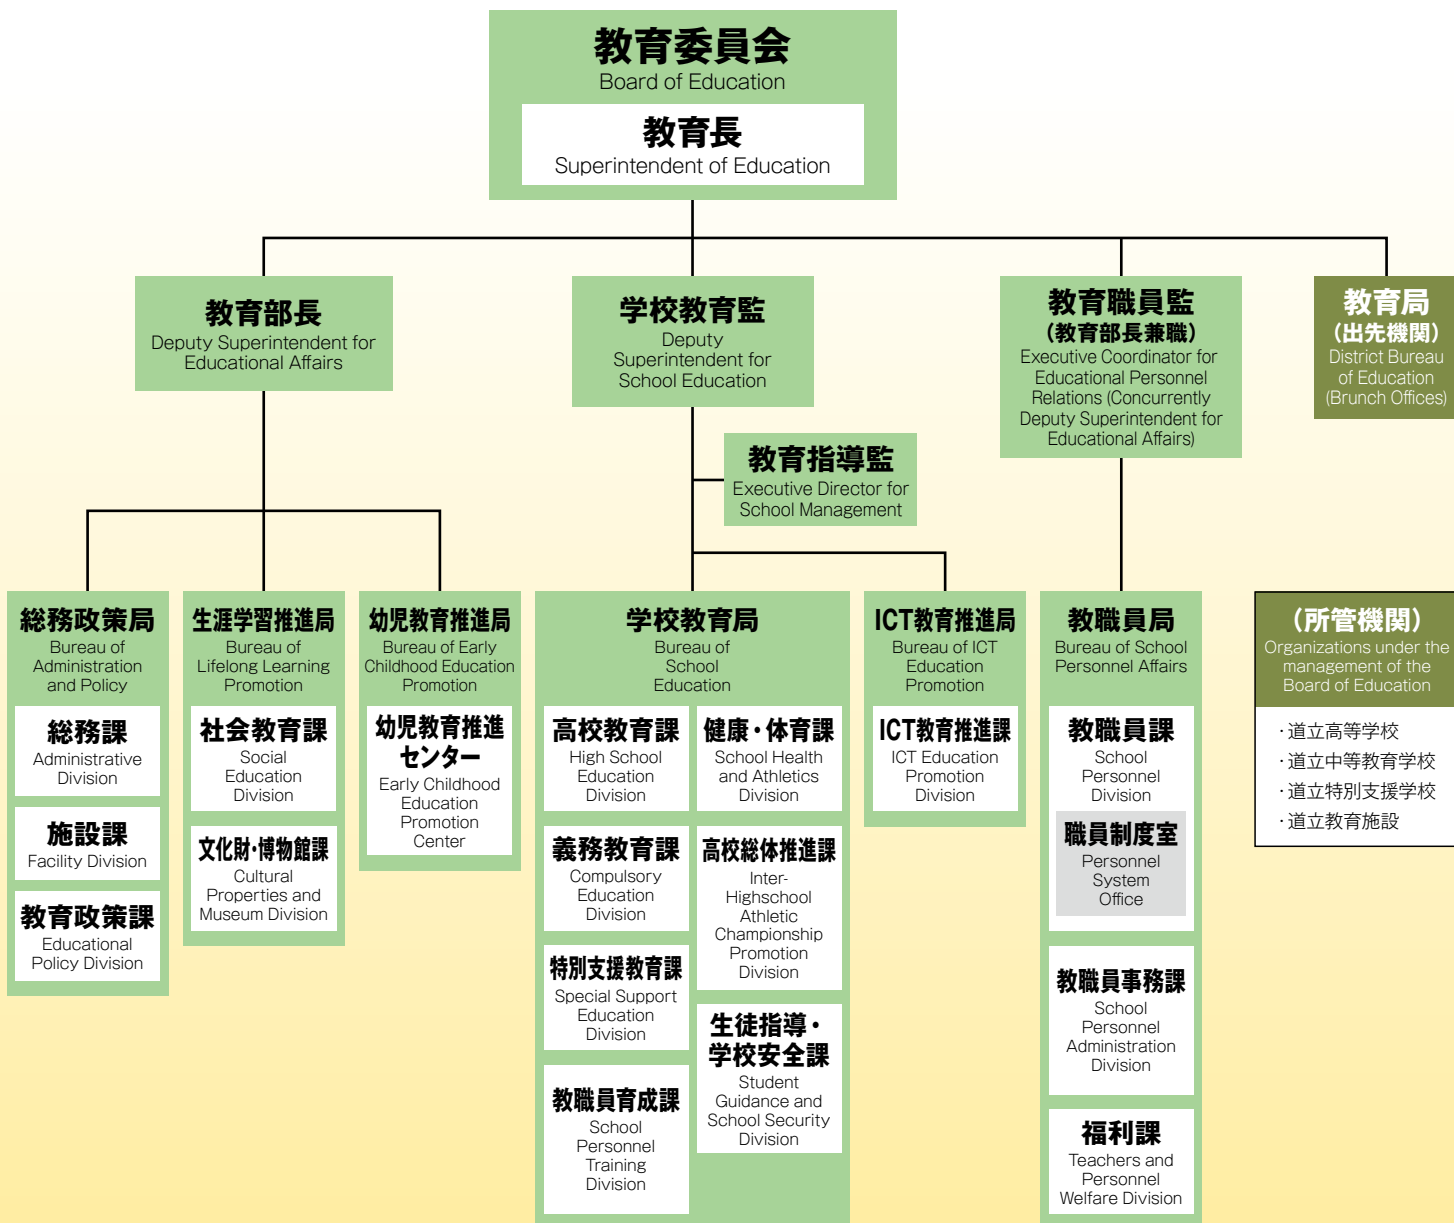 教育委員会
Board of Education
教育長
Superintendent of Education
教育部長
Deputy Superintendent for
Educational Affairs
学校教育監
Deputy
Superintendent for
School Education
教育職員監
（教育部長兼職）
Executive Coordinator for
Educational Personnel
Relations (Concurrently
Deputy Superintendent for
Educational Affairs)
教育局
（出先機関）
District Bureau
of Education
(Brunch Offices)
教育指導監
Executive Director for
School Management
総務政策局
Bureau of
Administration
and Policy
総務課
Administrative
Division
施設課
Facility Division
教育政策課
Educational
Policy Division
生涯学習推進局
Bureau of
Lifelong Learning
Promotion
社会教育課
Social
Education
Division
文化財・博物館課
Cultural
Properties and
Museum Division
幼児教育推進局
Bureau of Early
Childhood Education
Promotion
幼児教育推進
センター
Early Childhood
Education
Promotion
Center
学校教育局
Bureau of
School
Education
高校教育課
High School
Education
Division
義務教育課
Compulsory
Education
Division
特別支援教育課
Special Support
Education
Division
教職員育成課
School
Personnel
Training
Division
健康・体育課
School Health
and Athletics
Division
高校総体推進課
Inter-
Highschool
Athletic
Championship
Promotion
Division
生徒指導・
学校安全課
Student
Guidance and
School Security
Division
ICT教育推進局
Bureau of ICT
Education
Promotion
ICT教育推進課
ICT Education
Promotion
Division
教職員局
Bureau of School
Personnel Affairs
教職員課
School
Personnel
Division
職員制度室
Personnel
System
Office
教職員事務課
School
Personnel
Administration
Division
福利課
Teachers and
Personnel
Welfare Division
（所管機関）
Organizations under the
management of the
Board of Education
・道立高等学校
・道立中等教育学校
・道立特別支援学校
・道立教育施設